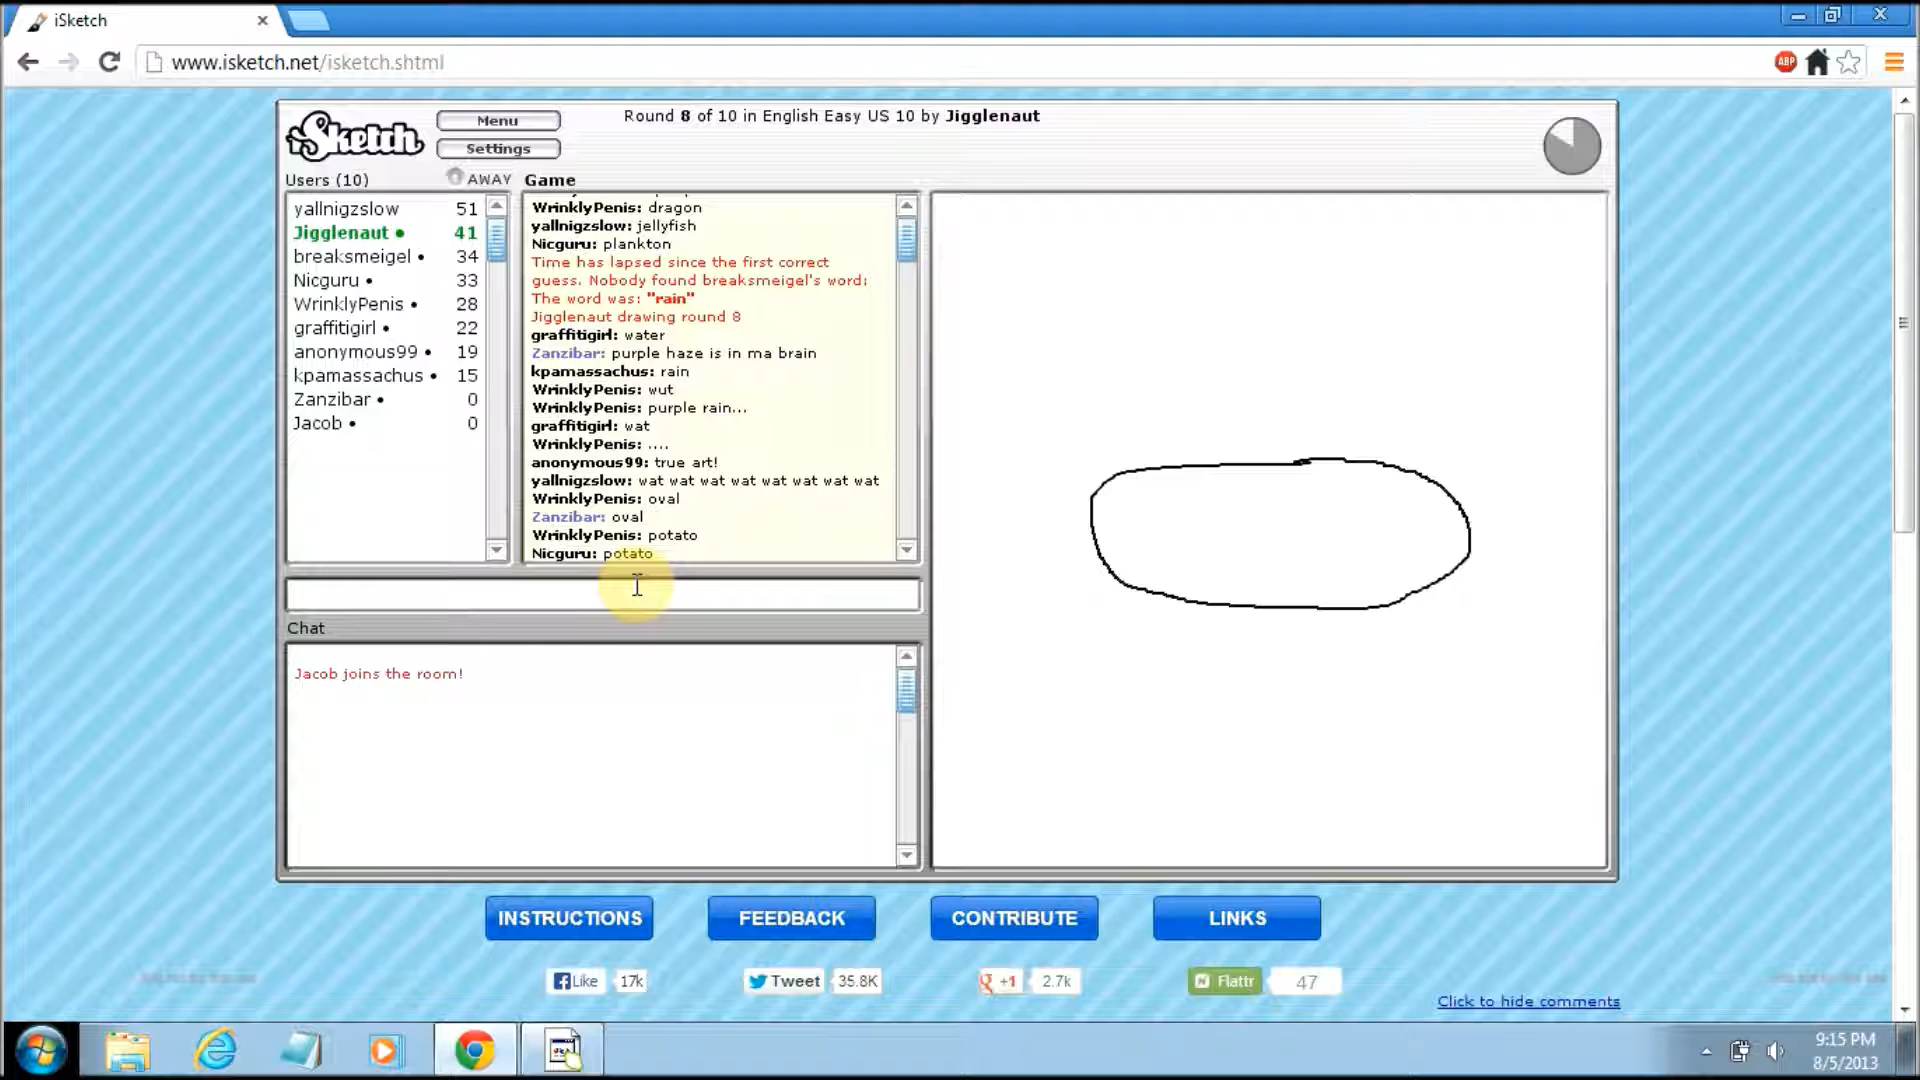 iSketch
www.isketch.net/isketch.shtml
ABP
iSketch
Menu
Settings
Round 8 of 10 in English Easy US 10 by Jigglenaut
Users (10)
AWAY
Game
yallnigzslow 51
Jigglenaut • 41
breaksmeigel • 34
Nicguru • 33
WrinklyPenis • 28
graffitigirl • 22
anonymous99 • 19
kpamassachus • 15
Zanzibar • 0
Jacob • 0
WrinklyPenis: dragon
yallnigzslow: jellyfish
Nicguru: plankton
Time has lapsed since the first correct
guess. Nobody found breaksmeigel's word:
The word was: "rain"
Jigglenaut drawing round 8
graffitigirl: water
Zanzibar: purple haze is in ma brain
kpamassachus: rain
WrinklyPenis: wut
WrinklyPenis: purple rain...
graffitigirl: wat
WrinklyPenis: ....
anonymous99: true art!
yallnigzslow: wat wat wat wat wat wat wat wat
WrinklyPenis: oval
Zanzibar: oval
WrinklyPenis: potato
Nicguru: potato
Chat
Jacob joins the room!
INSTRUCTIONS
FEEDBACK
CONTRIBUTE
LINKS
Like 17k
Tweet 35.8K
+1 2.7k
Flattr 47
Click to hide comments
9:15 PM
8/5/2013